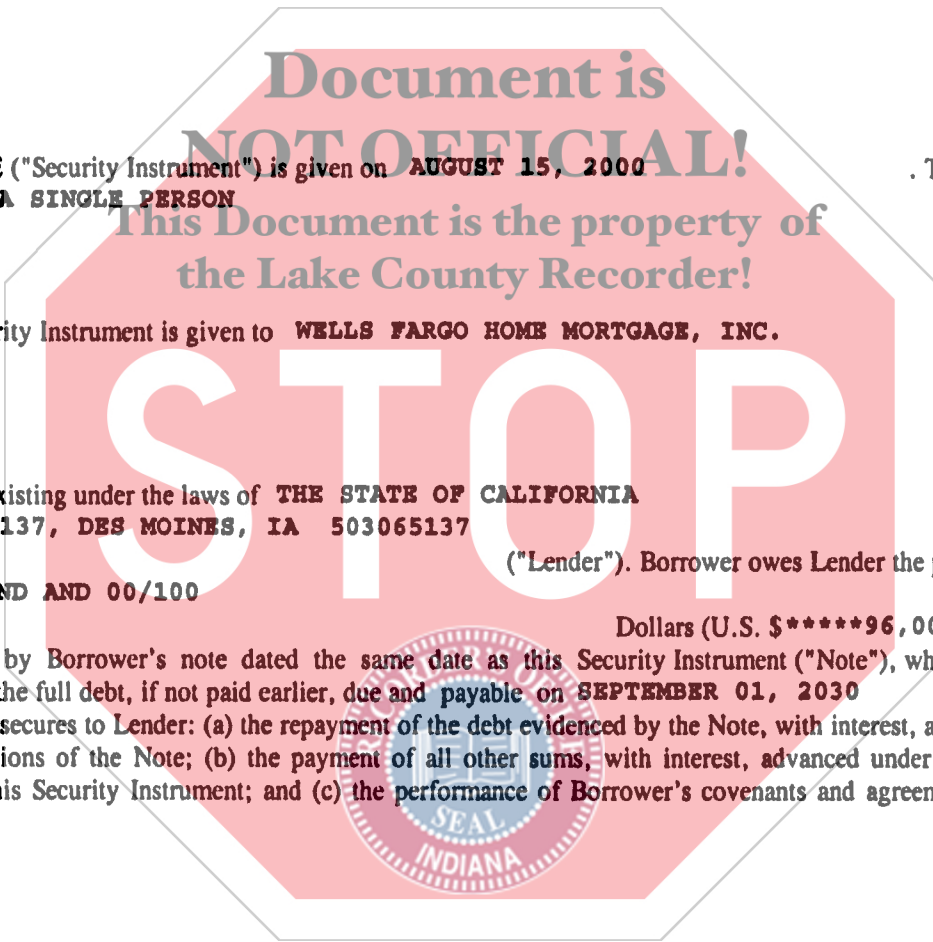 Document is
NOT OFFICIAL!
("Security Instrument") is given on AUGUST 15, 2000 . T
A SINGLE PERSON
This Document is the property of
the Lake County Recorder!
ity Instrument is given to WELLS FARGO HOME MORTGAGE, INC.
STOP
isting under the laws of THE STATE OF CALIFORNIA
137, DES MOINES, IA 503065137
("Lender"). Borrower owes Lender the
ND AND 00/100
Dollars (U.S. $*****96,00
by Borrower's note dated the same date as this Security Instrument ("Note"), wh
he full debt, if not paid earlier, due and payable on SEPTEMBER 01, 2030
secures to Lender: (a) the repayment of the debt evidenced by the Note, with interest, a
ions of the Note; (b) the payment of all other sums, with interest, advanced under
is Security Instrument; and (c) the performance of Borrower's covenants and agreen
SEAL
INDIANA